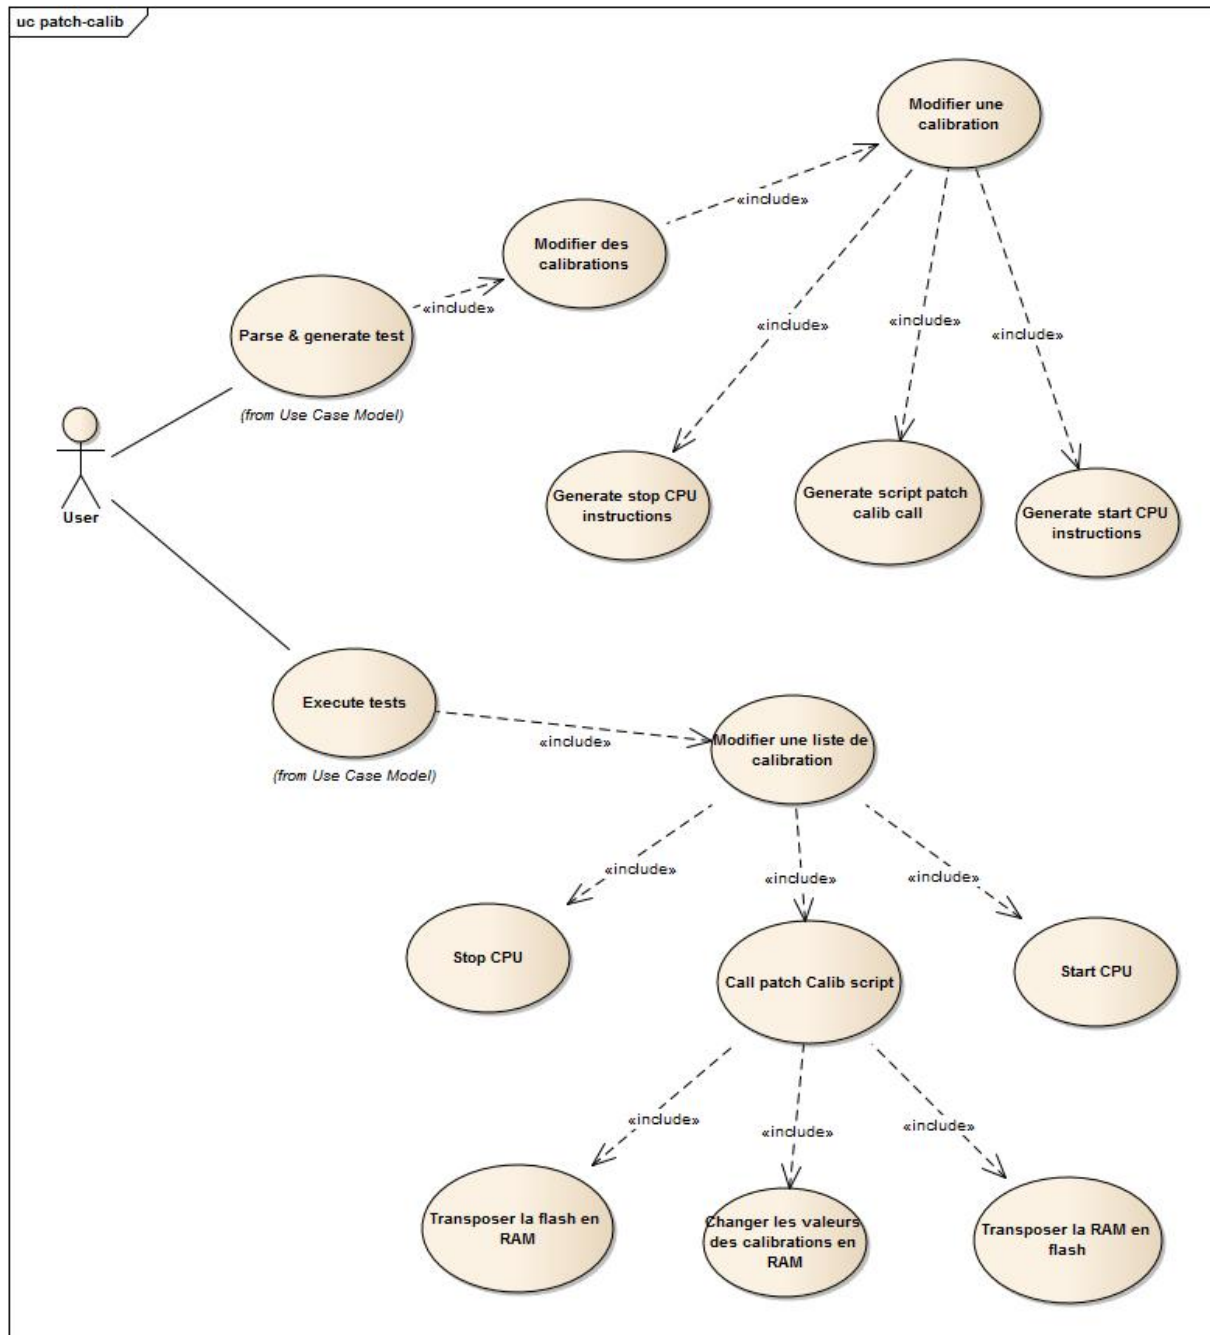 uc patch-calib
Modifier une
calibration
«include»
Modifier des
calibrations
«include»
Parse & generate test
(from Use Case Model)
«include»
«include»
«include»
User
Generate stop CPU
instructions
Generate script patch
calib call
Generate start CPU
instructions
Execute tests
(from Use Case Model)
«include»
Modifier une liste de
calibration
«include»
«include»
«include»
Stop CPU
Call patch Calib script
Start CPU
«include»
«include»
«include»
Transposer la flash en
RAM
Changer les valeurs
des calibrations en
RAM
Transposer la RAM en
flash